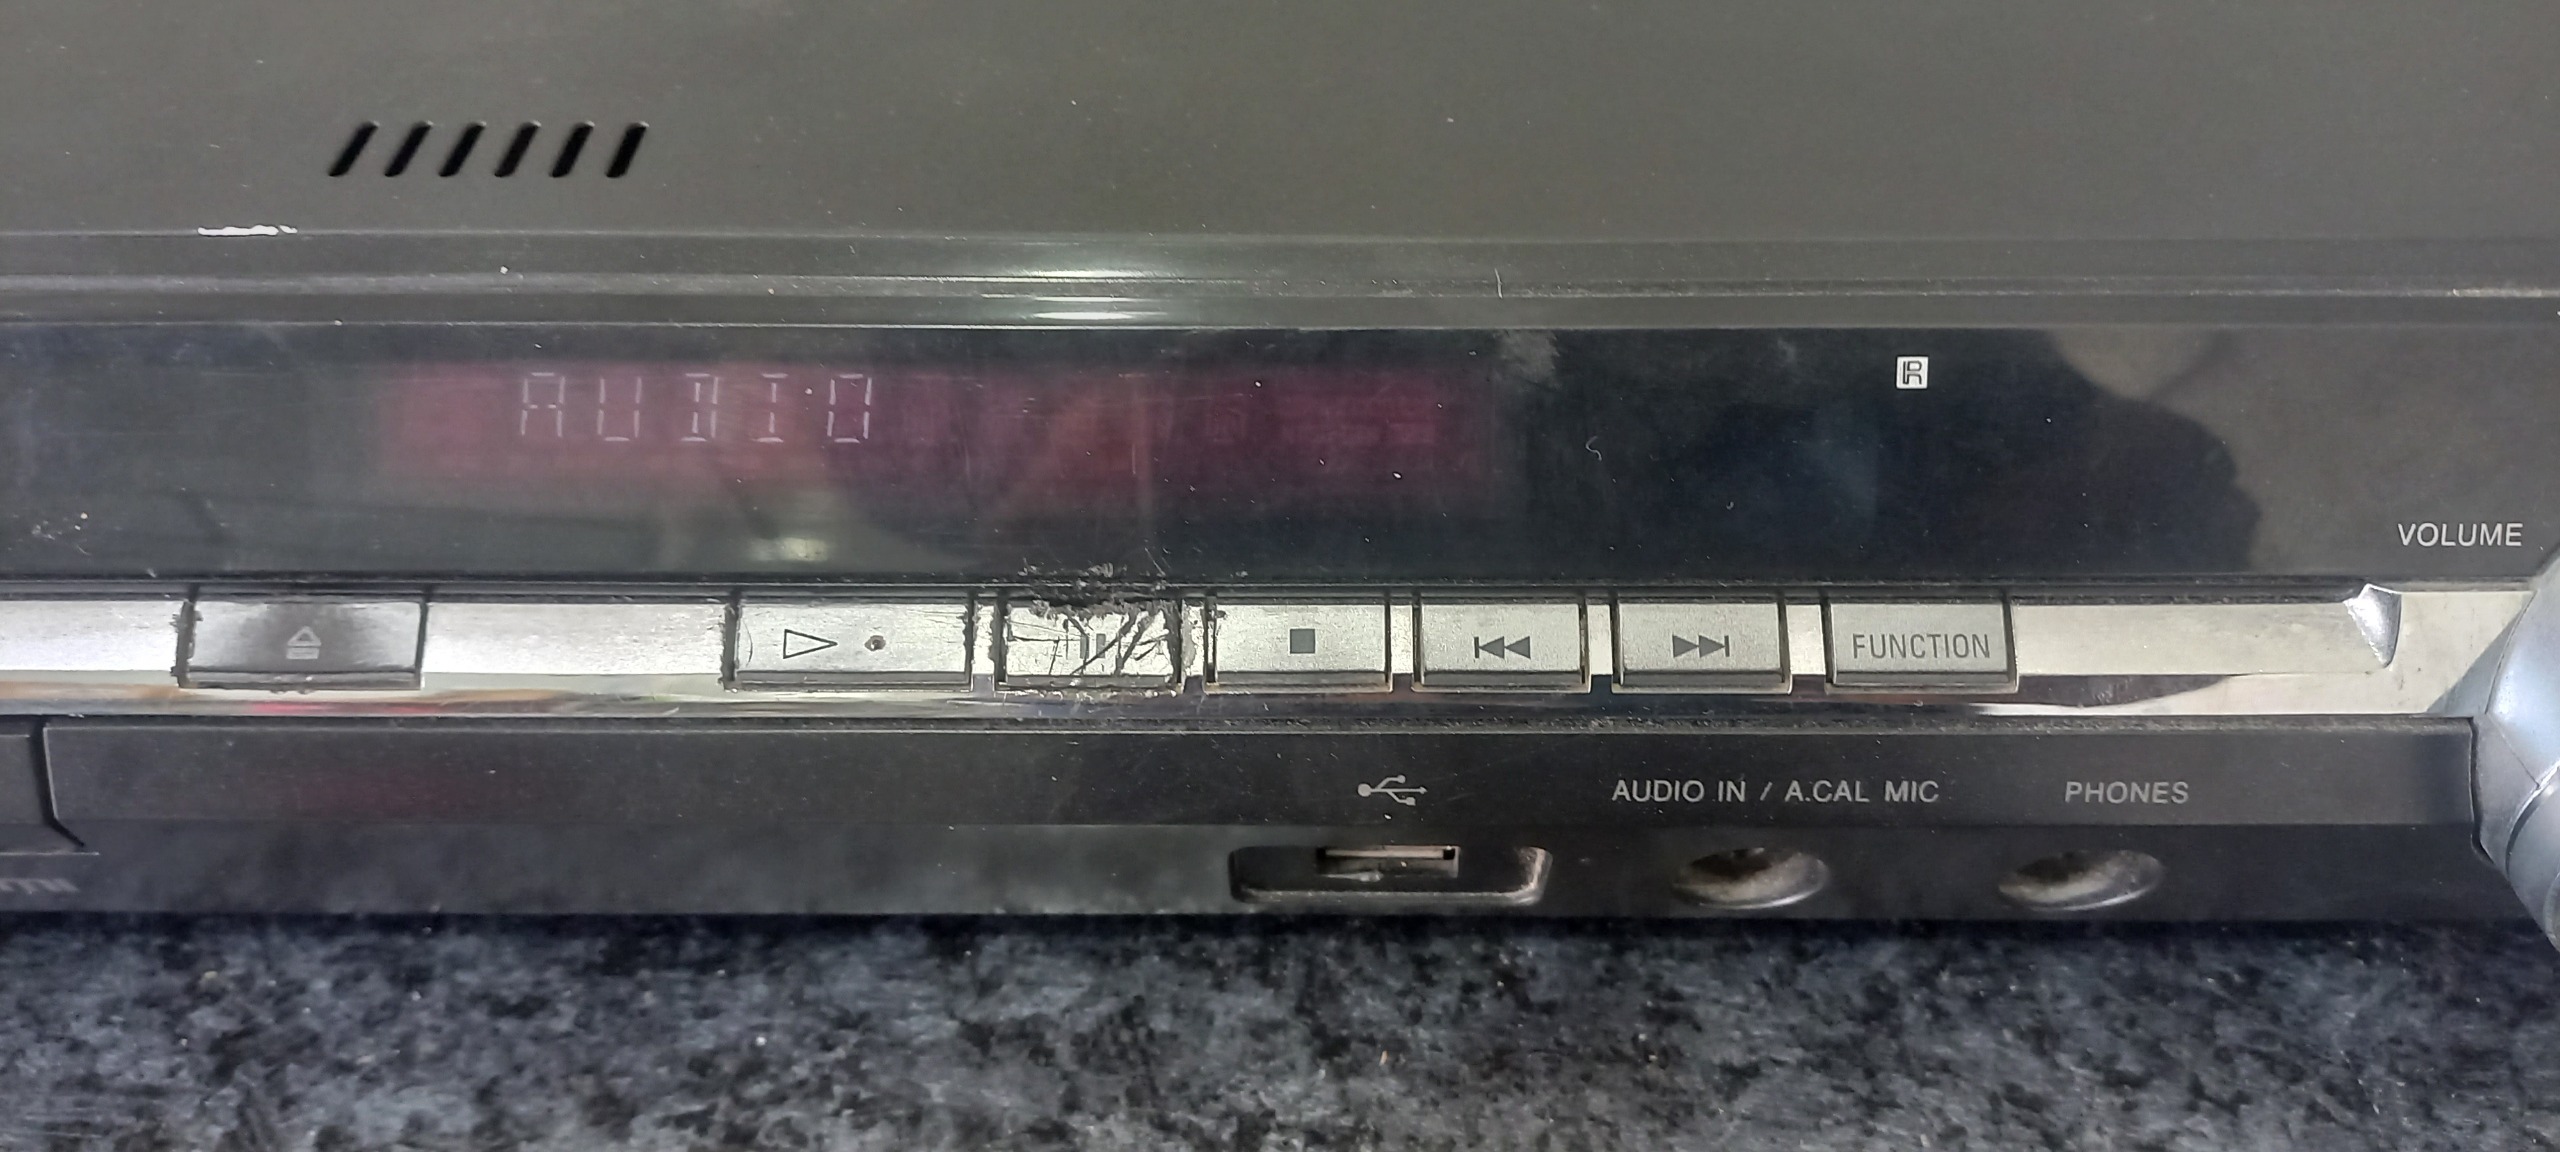 AUDIO
R
VOLUME
FUNCTION
AUDIO IN / A.CAL MIC
PHONES